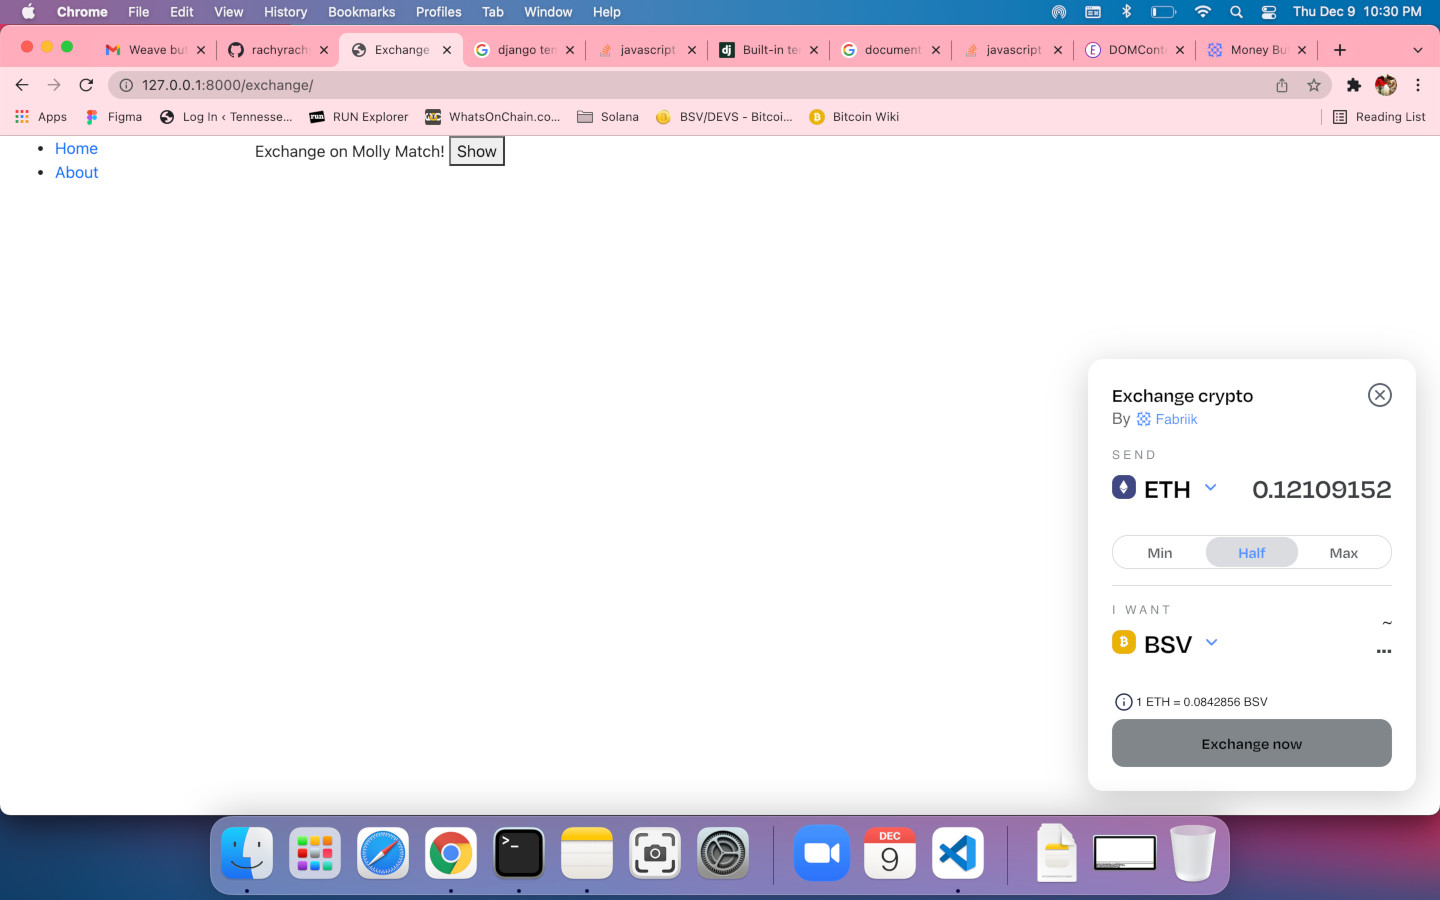 Chrome File Edit View History Bookmarks Profiles Tab Window Help Thu Dec 9 10:30 PM
Weave but rachyrach Exchange django ten javascript Built-in te document javascript DOMCont Money Bu
127.0.0.1:8000/exchange/
Apps Figma Log In ‹ Tennesse... RUN Explorer WhatsOnChain.co... Solana BSV/DEVS - Bitcoi... Bitcoin Wiki Reading List
Home
About
Exchange on Molly Match! Show
Exchange crypto
By Fabriik
SEND
ETH 0.12109152
Min Half Max
I WANT
~
BSV ...
1 ETH = 0.0842856 BSV
Exchange now
DEC
9